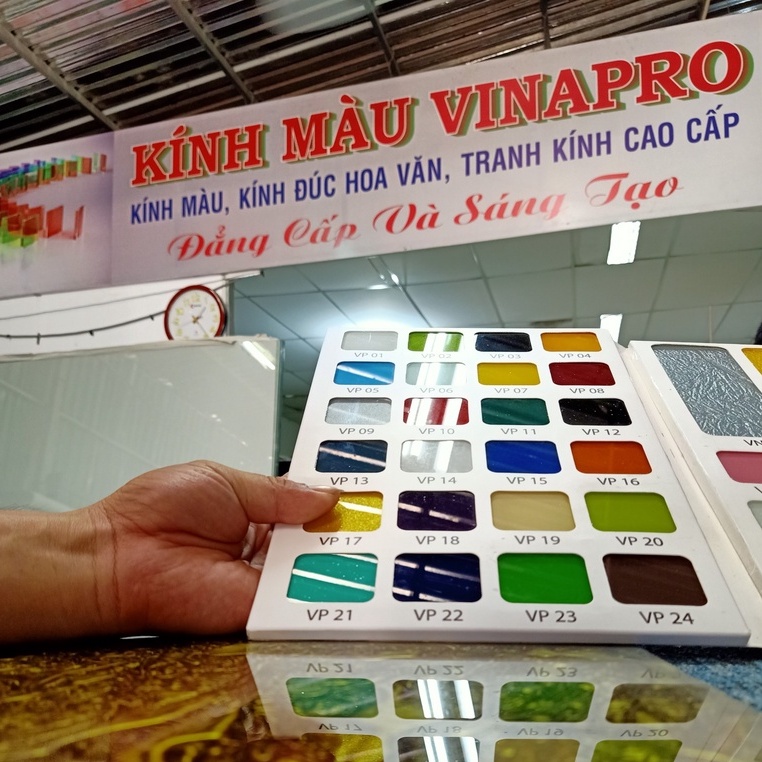 KÍNH MÀU VINAPRO
KÍNH MÀU, KÍNH ĐÚC HOA VĂN, TRANH KÍNH CAO CẤP
Đẳng Cấp Và Sáng Tạo
VP 01 VP 02 VP 03 VP 04
VP 05 VP 06 VP 07 VP 08
VP 09 VP 10 VP 11 VP 12
VP 13 VP 14 VP 15 VP 16
VP 17 VP 18 VP 19 VP 20
VP 21 VP 22 VP 23 VP 24
VN